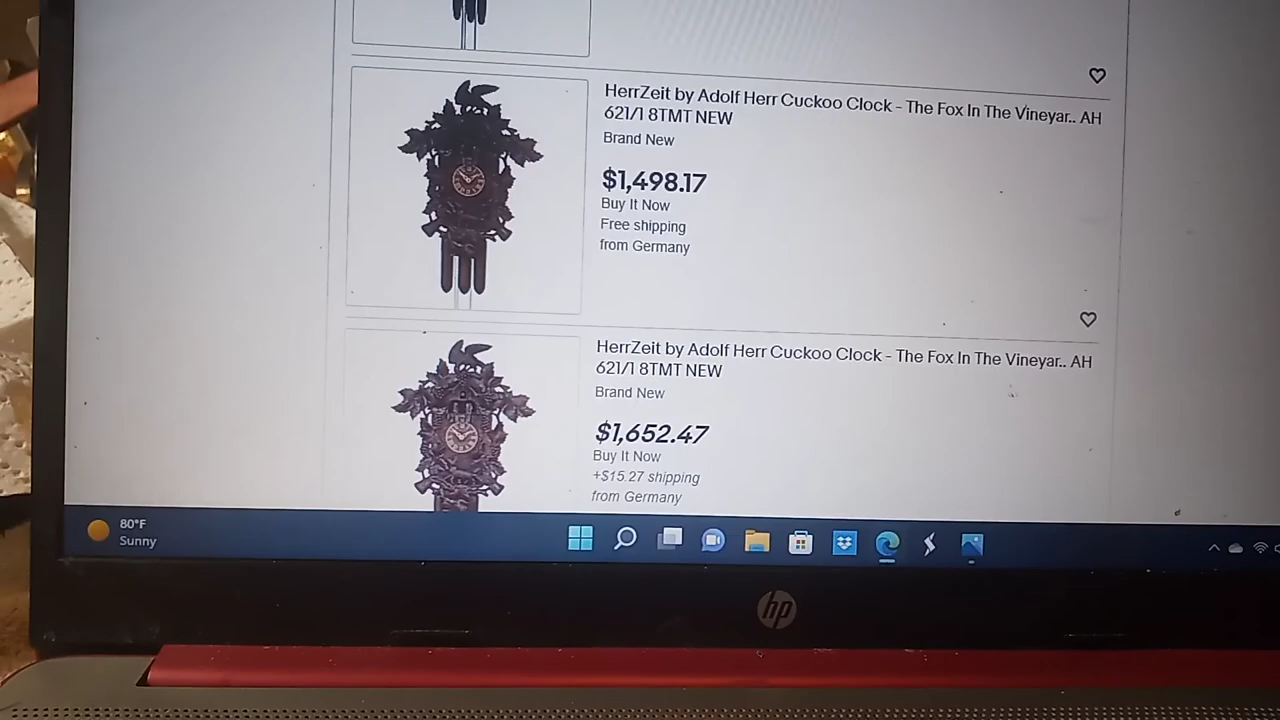 HerrZeit by Adolf Herr Cuckoo Clock - The Fox In The Vineyar.. AH
621/1 8TMT NEW
Brand New
$1,498.17
Buy It Now
Free shipping
from Germany
HerrZeit by Adolf Herr Cuckoo Clock - The Fox In The Vineyar.. AH
621/1 8TMT NEW
Brand New
$1,652.47
Buy It Now
+$15.27 shipping
from Germany
80°F
Sunny
hp